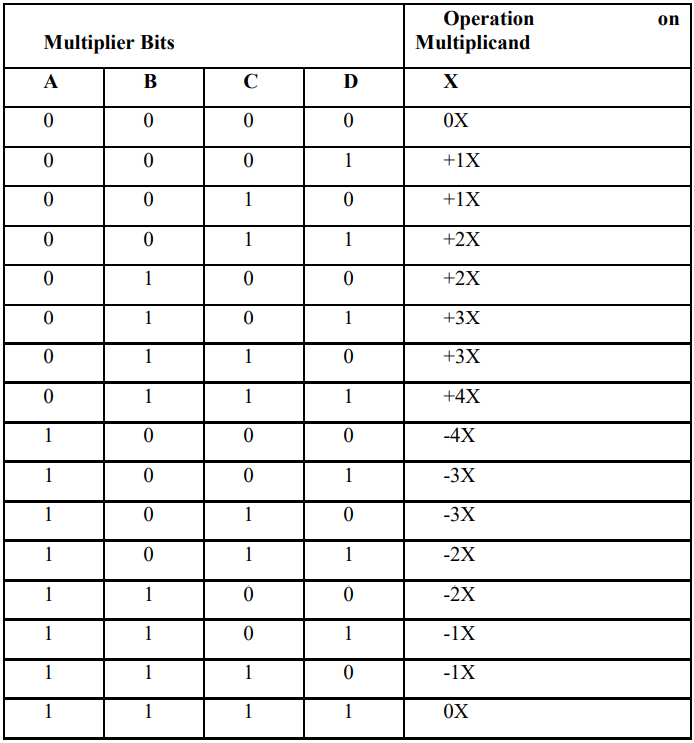 Multiplier Bits
Operation on
Multiplicand
A B C D X
0 0 0 0 0X
0 0 0 1 +1X
0 0 1 0 +1X
0 0 1 1 +2X
0 1 0 0 +2X
0 1 0 1 +3X
0 1 1 0 +3X
0 1 1 1 +4X
1 0 0 0 -4X
1 0 0 1 -3X
1 0 1 0 -3X
1 0 1 1 -2X
1 1 0 0 -2X
1 1 0 1 -1X
1 1 1 0 -1X
1 1 1 1 0X